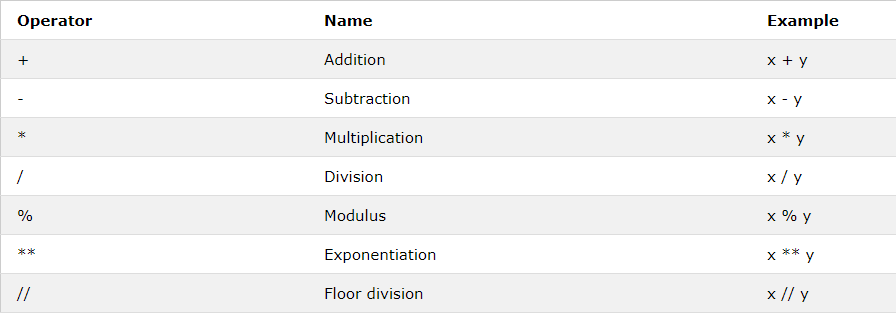 Operator Name Example
+ Addition x + y
- Subtraction x - y
* Multiplication x * y
/ Division x / y
% Modulus x % y
** Exponentiation x ** y
// Floor division x // y